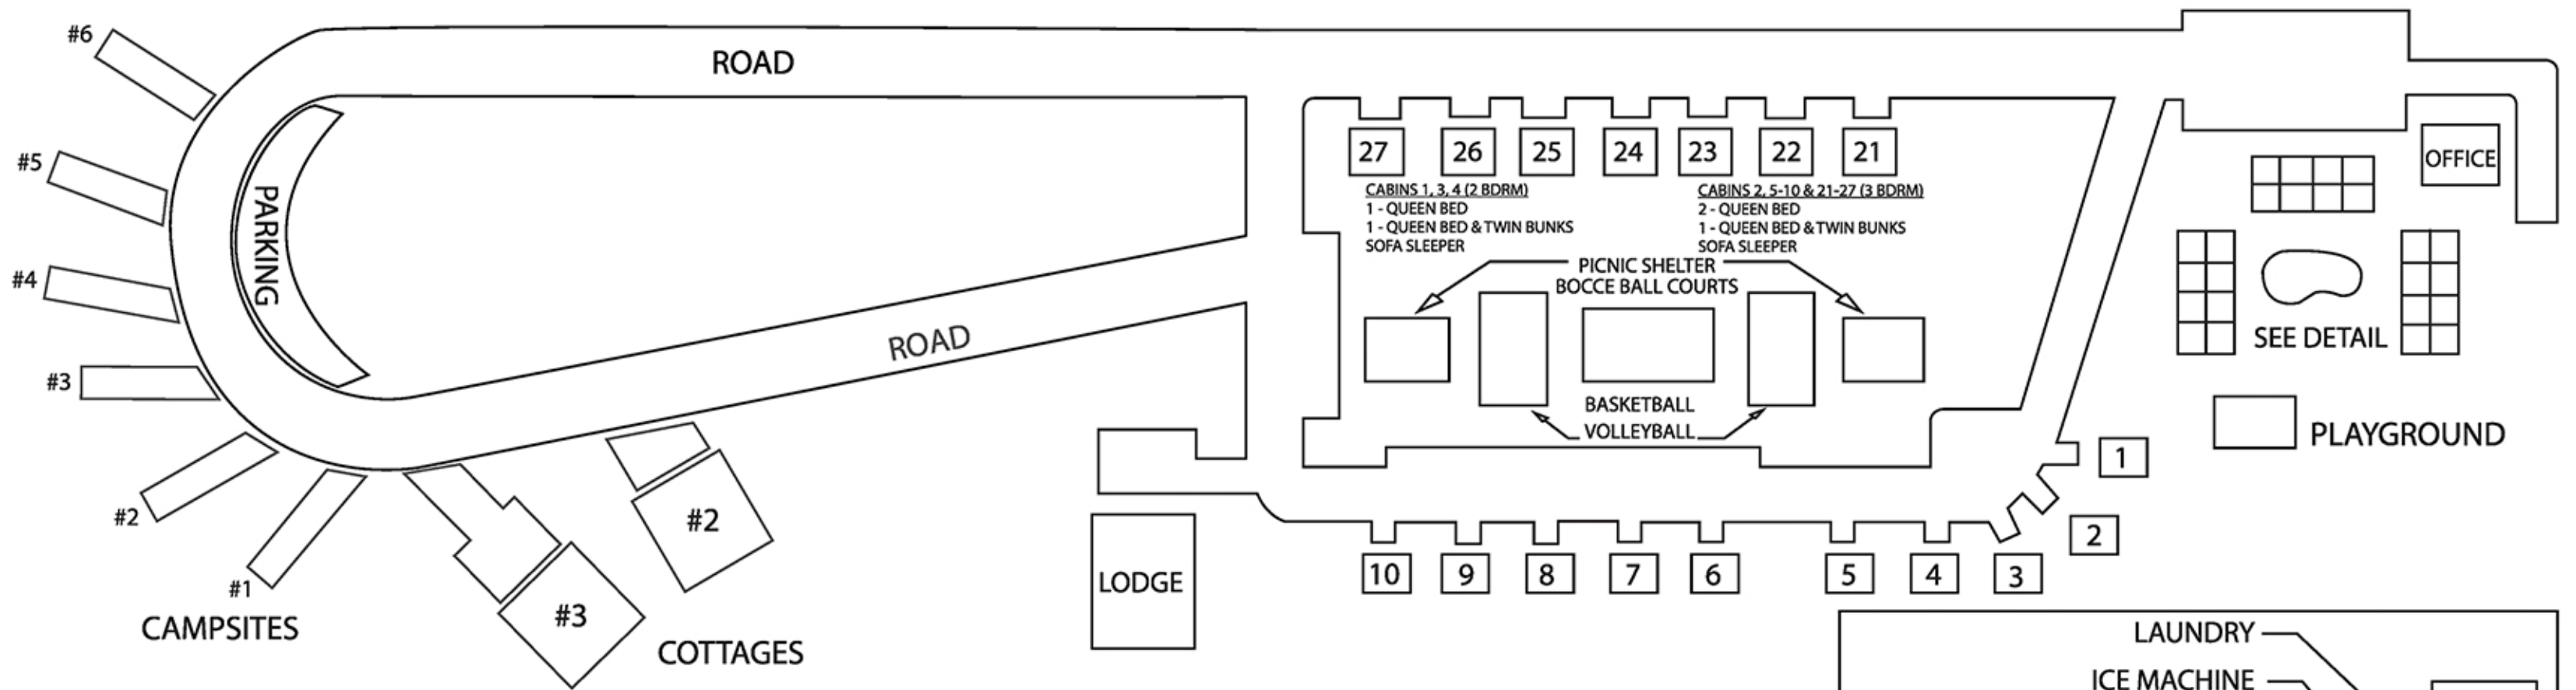 #6
ROAD
#5
PARKING
#4
#3
#2
#1
CAMPSITES
ROAD
#2
#3
COTTAGES
LODGE
27
26
25
24
23
22
21
CABINS 1, 3, 4 (2 BDRM)
1 - QUEEN BED
1 - QUEEN BED & TWIN BUNKS
SOFA SLEEPER
CABINS 2, 5-10 & 21-27 (3 BDRM)
2 - QUEEN BED
1 - QUEEN BED & TWIN BUNKS
SOFA SLEEPER
PICNIC SHELTER
BOCCE BALL COURTS
BASKETBALL
VOLLEYBALL
10
9
8
7
6
5
4
3
2
1
OFFICE
SEE DETAIL
PLAYGROUND
LAUNDRY
ICE MACHINE